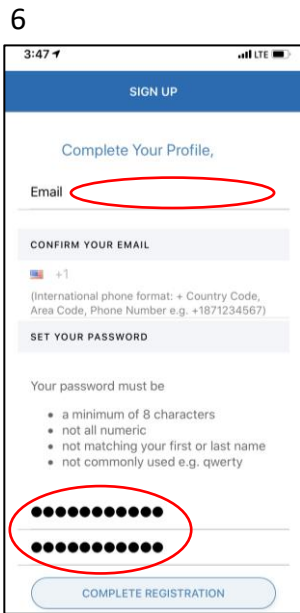 6
3:47 LTE
SIGN UP
Complete Your Profile,
Email
CONFIRM YOUR EMAIL
+1
(International phone format: + Country Code,
Area Code, Phone Number e.g. +1871234567)
SET YOUR PASSWORD
Your password must be
• a minimum of 8 characters
• not all numeric
• not matching your first or last name
• not commonly used e.g. qwerty
●●●●●●●●●●●
●●●●●●●●●●●
COMPLETE REGISTRATION